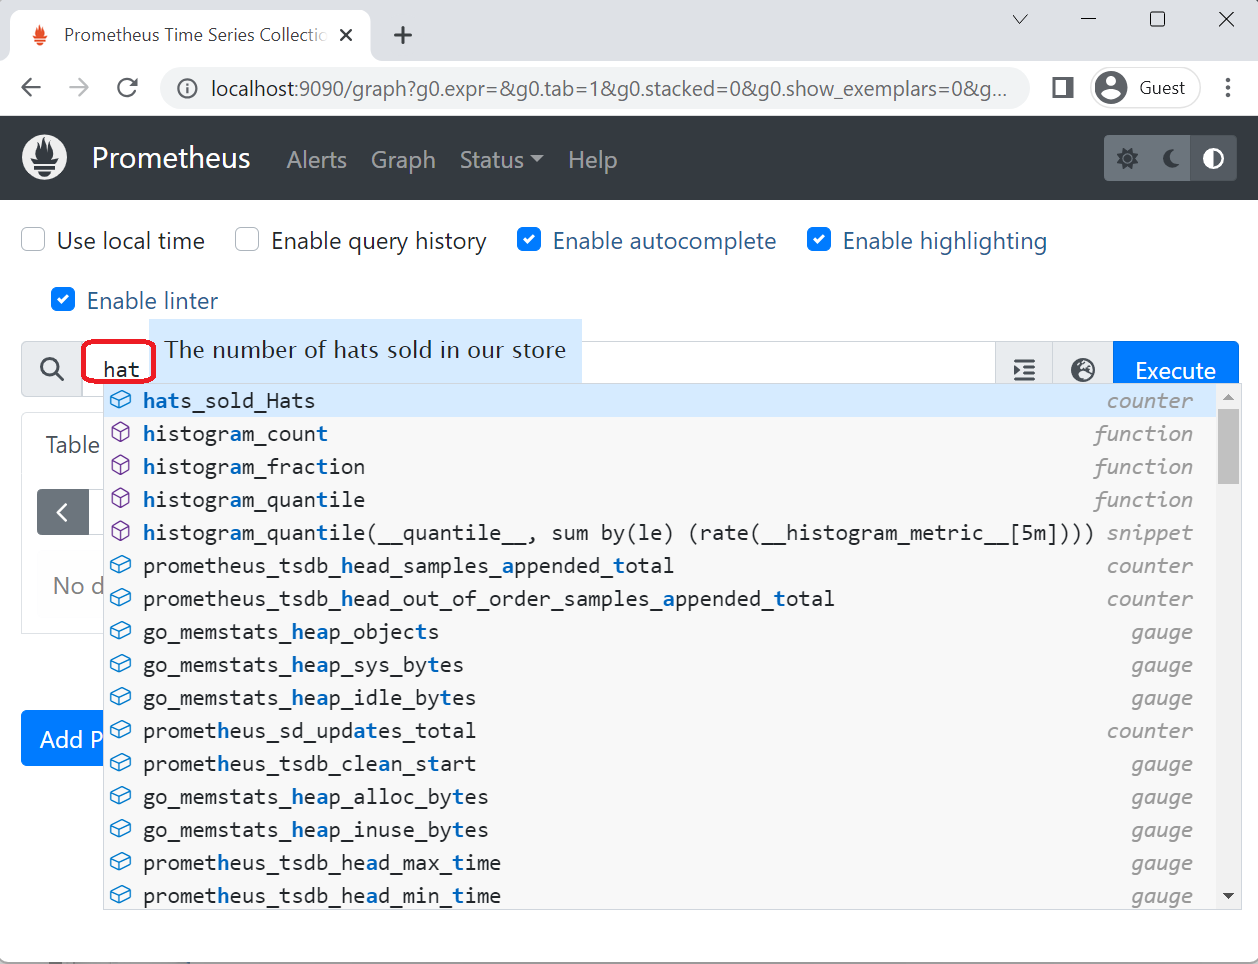 Prometheus Time Series Collectio
localhost:9090/graph?g0.expr=&g0.tab=1&g0.stacked=0&g0.show_exemplars=0&g...
Guest
Prometheus Alerts Graph Status Help
Use local time Enable query history Enable autocomplete Enable highlighting
Enable linter
The number of hats sold in our store
hat Execute
hats_sold_Hats counter
Table histogram_count function
histogram_fraction function
histogram_quantile function
histogram_quantile(__quantile__, sum by(le) (rate(__histogram_metric__[5m]))) snippet
prometheus_tsdb_head_samples_appended_total counter
No d prometheus_tsdb_head_out_of_order_samples_appended_total counter
go_memstats_heap_objects gauge
go_memstats_heap_sys_bytes gauge
go_memstats_heap_idle_bytes gauge
Add P prometheus_sd_updates_total counter
prometheus_tsdb_clean_start gauge
go_memstats_heap_alloc_bytes gauge
go_memstats_heap_inuse_bytes gauge
prometheus_tsdb_head_max_time gauge
prometheus_tsdb_head_min_time gauge